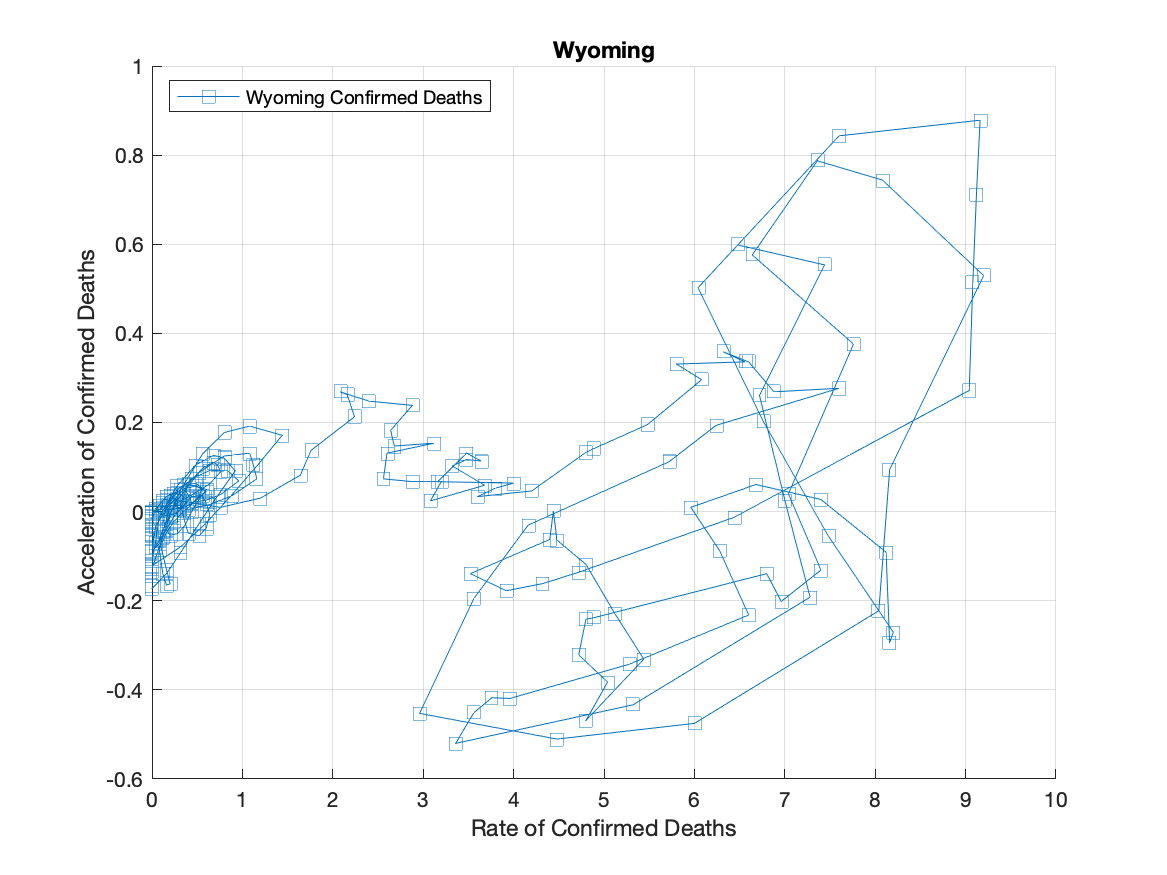 Wyoming
Wyoming Confirmed Deaths
1
0.8
0.6
0.4
0.2
0
-0.2
-0.4
-0.6
Acceleration of Confirmed Deaths
0 1 2 3 4 5 6 7 8 9 10
Rate of Confirmed Deaths